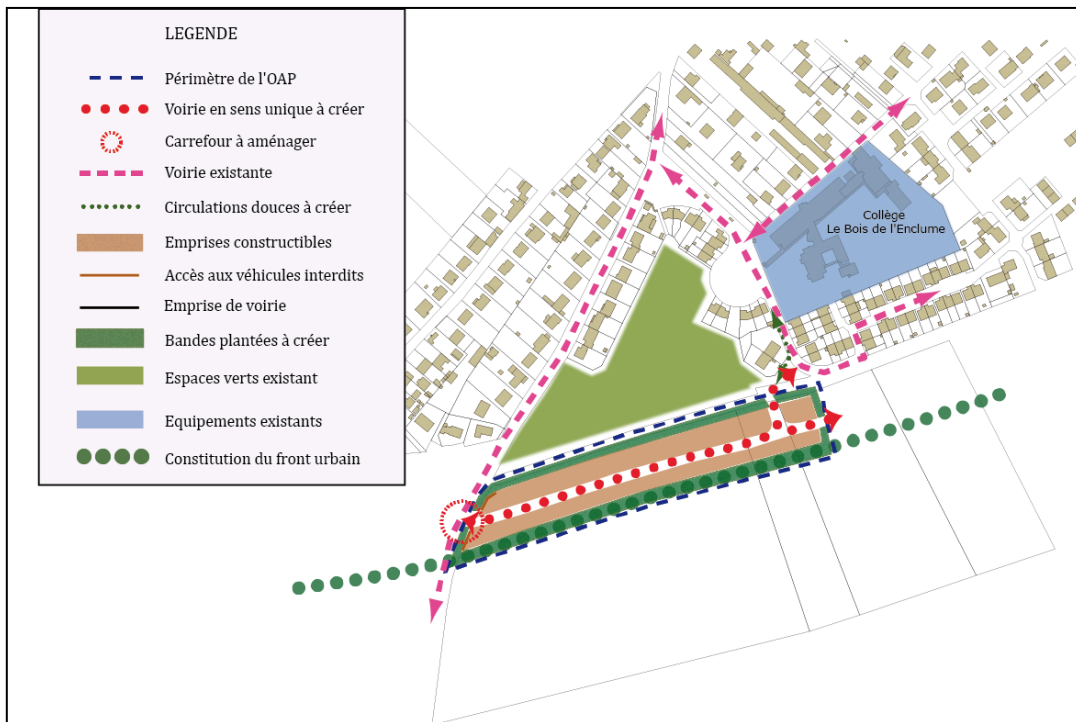 LEGENDE
Périmètre de l'OAP
Voirie en sens unique à créer
Carrefour à aménager
Voirie existante
Circulations douces à créer
Emprises constructibles
Accès aux véhicules interdits
Emprise de voirie
Bandes plantées à créer
Espaces verts existant
Equipements existants
Constitution du front urbain
Collège
Le Bois de l'Enclume